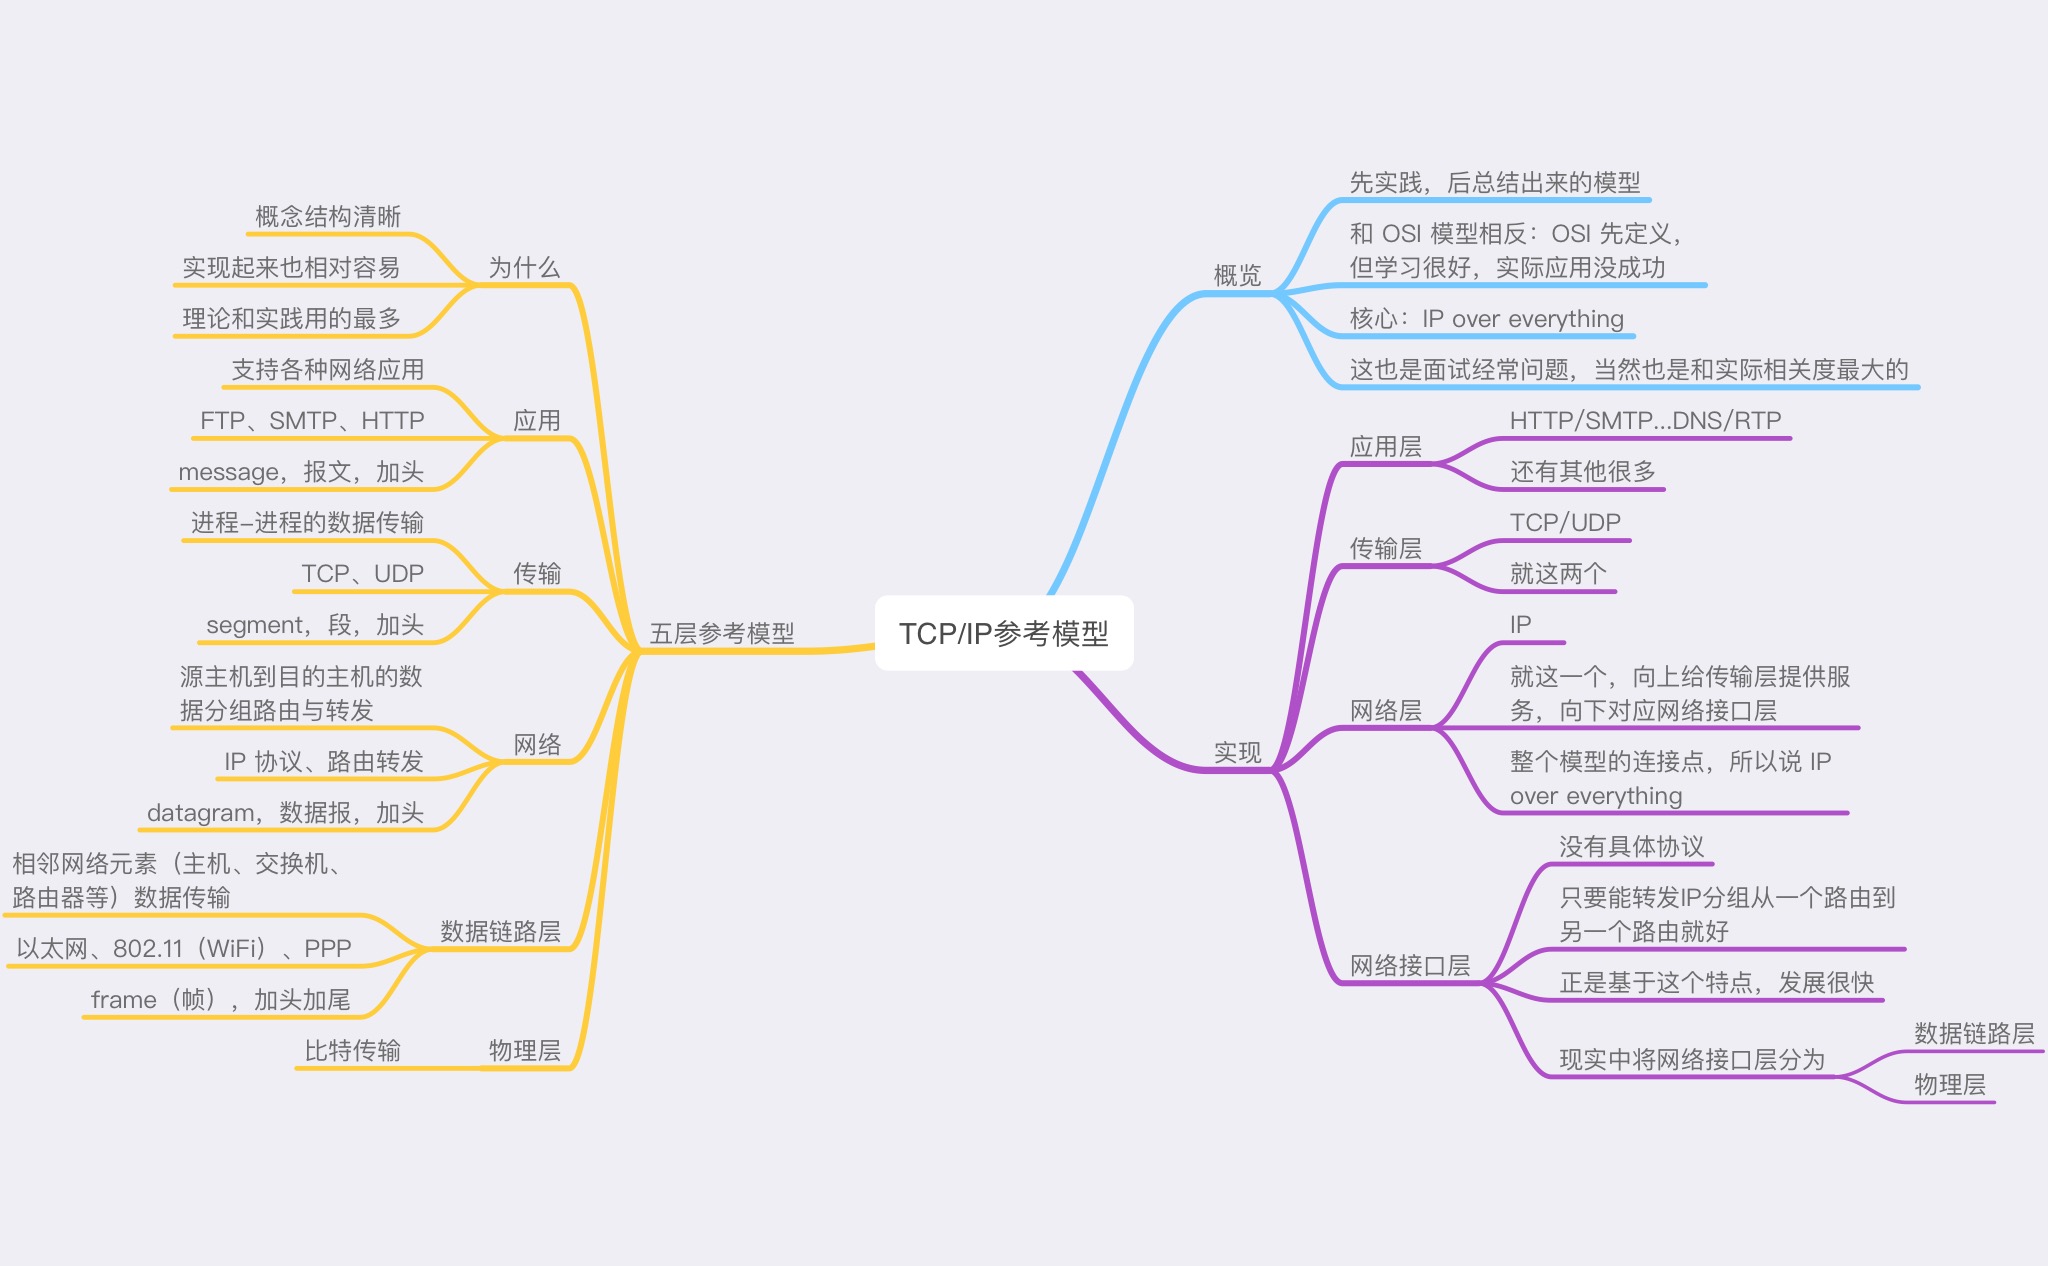 TCP/IP参考模型
概览
先实践，后总结出来的模型
和 OSI 模型相反：OSI 先定义，
但学习很好，实际应用没成功
核心：IP over everything
这也是面试经常问题，当然也是和实际相关度最大的
实现
应用层
HTTP/SMTP...DNS/RTP
还有其他很多
传输层
TCP/UDP
就这两个
网络层
IP
就这一个，向上给传输层提供服
务，向下对应网络接口层
整个模型的连接点，所以说 IP
over everything
网络接口层
没有具体协议
只要能转发IP分组从一个路由到
另一个路由就好
正是基于这个特点，发展很快
现实中将网络接口层分为
数据链路层
物理层
五层参考模型
为什么
概念结构清晰
实现起来也相对容易
理论和实践用的最多
应用
支持各种网络应用
FTP、SMTP、HTTP
message，报文，加头
传输
进程-进程的数据传输
TCP、UDP
segment，段，加头
网络
源主机到目的主机的数
据分组路由与转发
IP 协议、路由转发
datagram，数据报，加头
数据链路层
相邻网络元素（主机、交换机、
路由器等）数据传输
以太网、802.11（WiFi）、PPP
frame（帧），加头加尾
物理层
比特传输